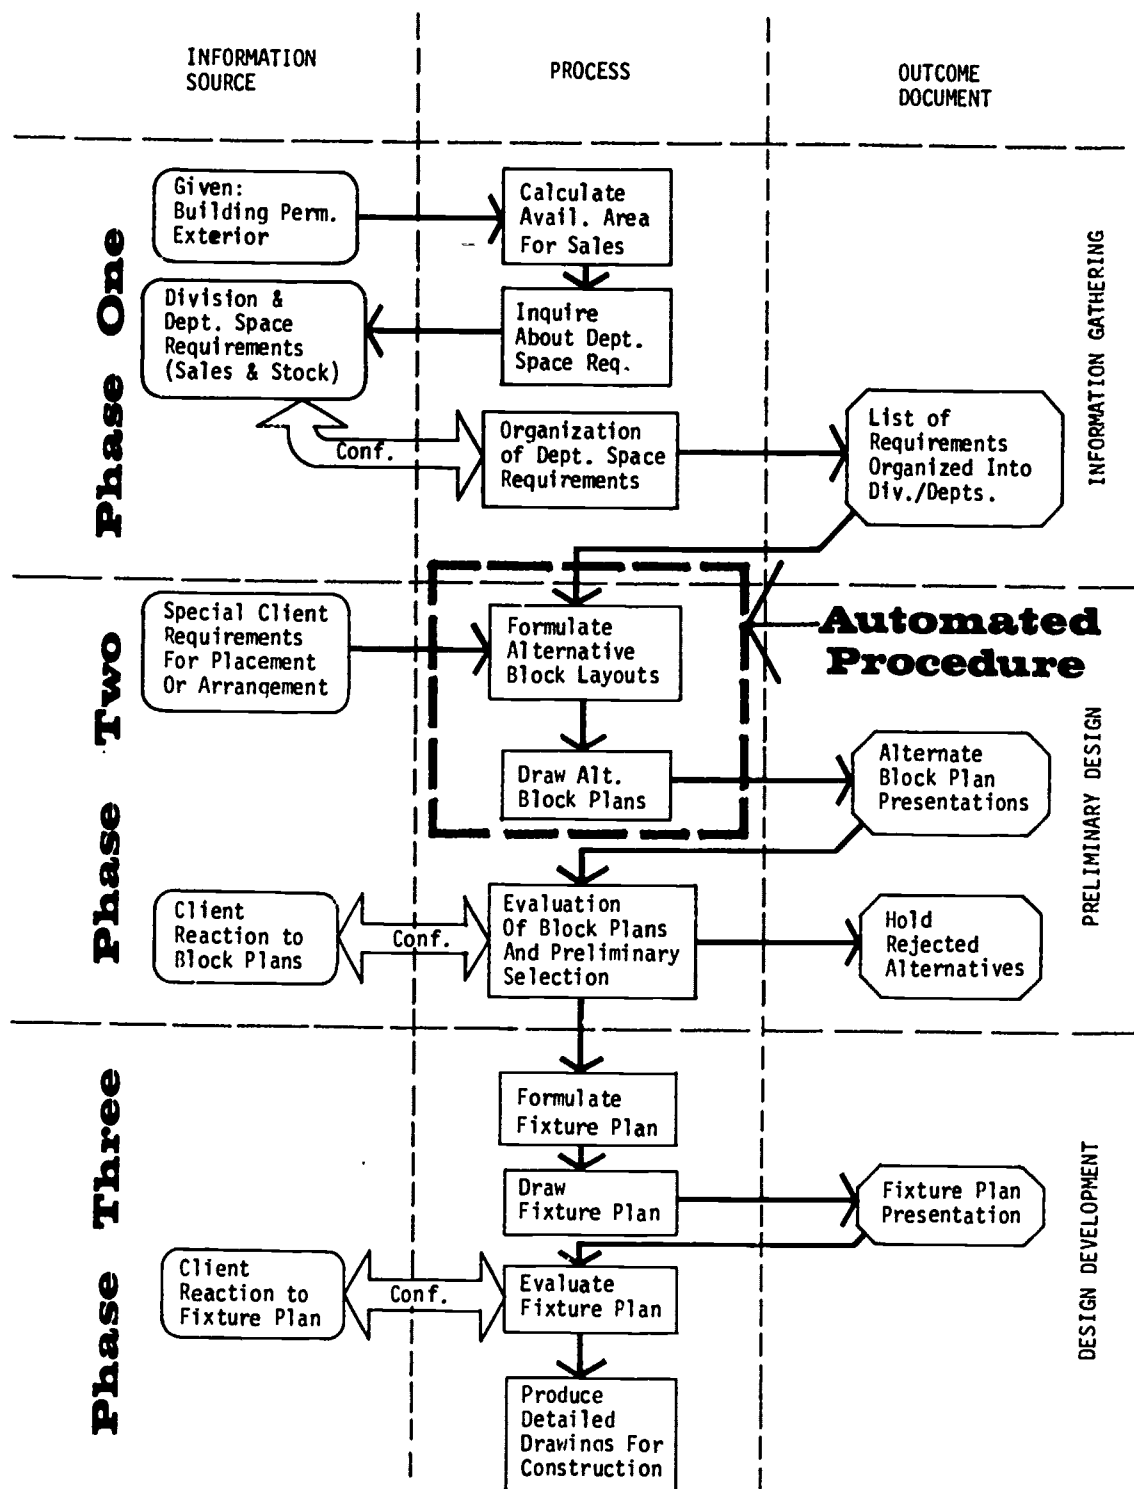 INFORMATION
SOURCE
PROCESS
OUTCOME
DOCUMENT
Phase One
INFORMATION GATHERING
Given:
Building Perm.
Exterior
Calculate
Avail. Area
For Sales
Division &
Dept. Space
Requirements
(Sales & Stock)
Inquire
About Dept.
Space Req.
Conf.
Organization
of Dept. Space
Requirements
List of
Requirements
Organized Into
Div./Depts.
Phase Two
PRELIMINARY DESIGN
Special Client
Requirements
For Placement
Or Arrangement
Formulate
Alternative
Block Layouts
Automated
Procedure
Draw Alt.
Block Plans
Alternate
Block Plan
Presentations
Client
Reaction to
Block Plans
Conf.
Evaluation
Of Block Plans
And Preliminary
Selection
Hold
Rejected
Alternatives
Phase Three
DESIGN DEVELOPMENT
Formulate
Fixture Plan
Draw
Fixture Plan
Fixture Plan
Presentation
Client
Reaction to
Fixture Plan
Conf.
Evaluate
Fixture Plan
Produce
Detailed
Drawings For
Construction